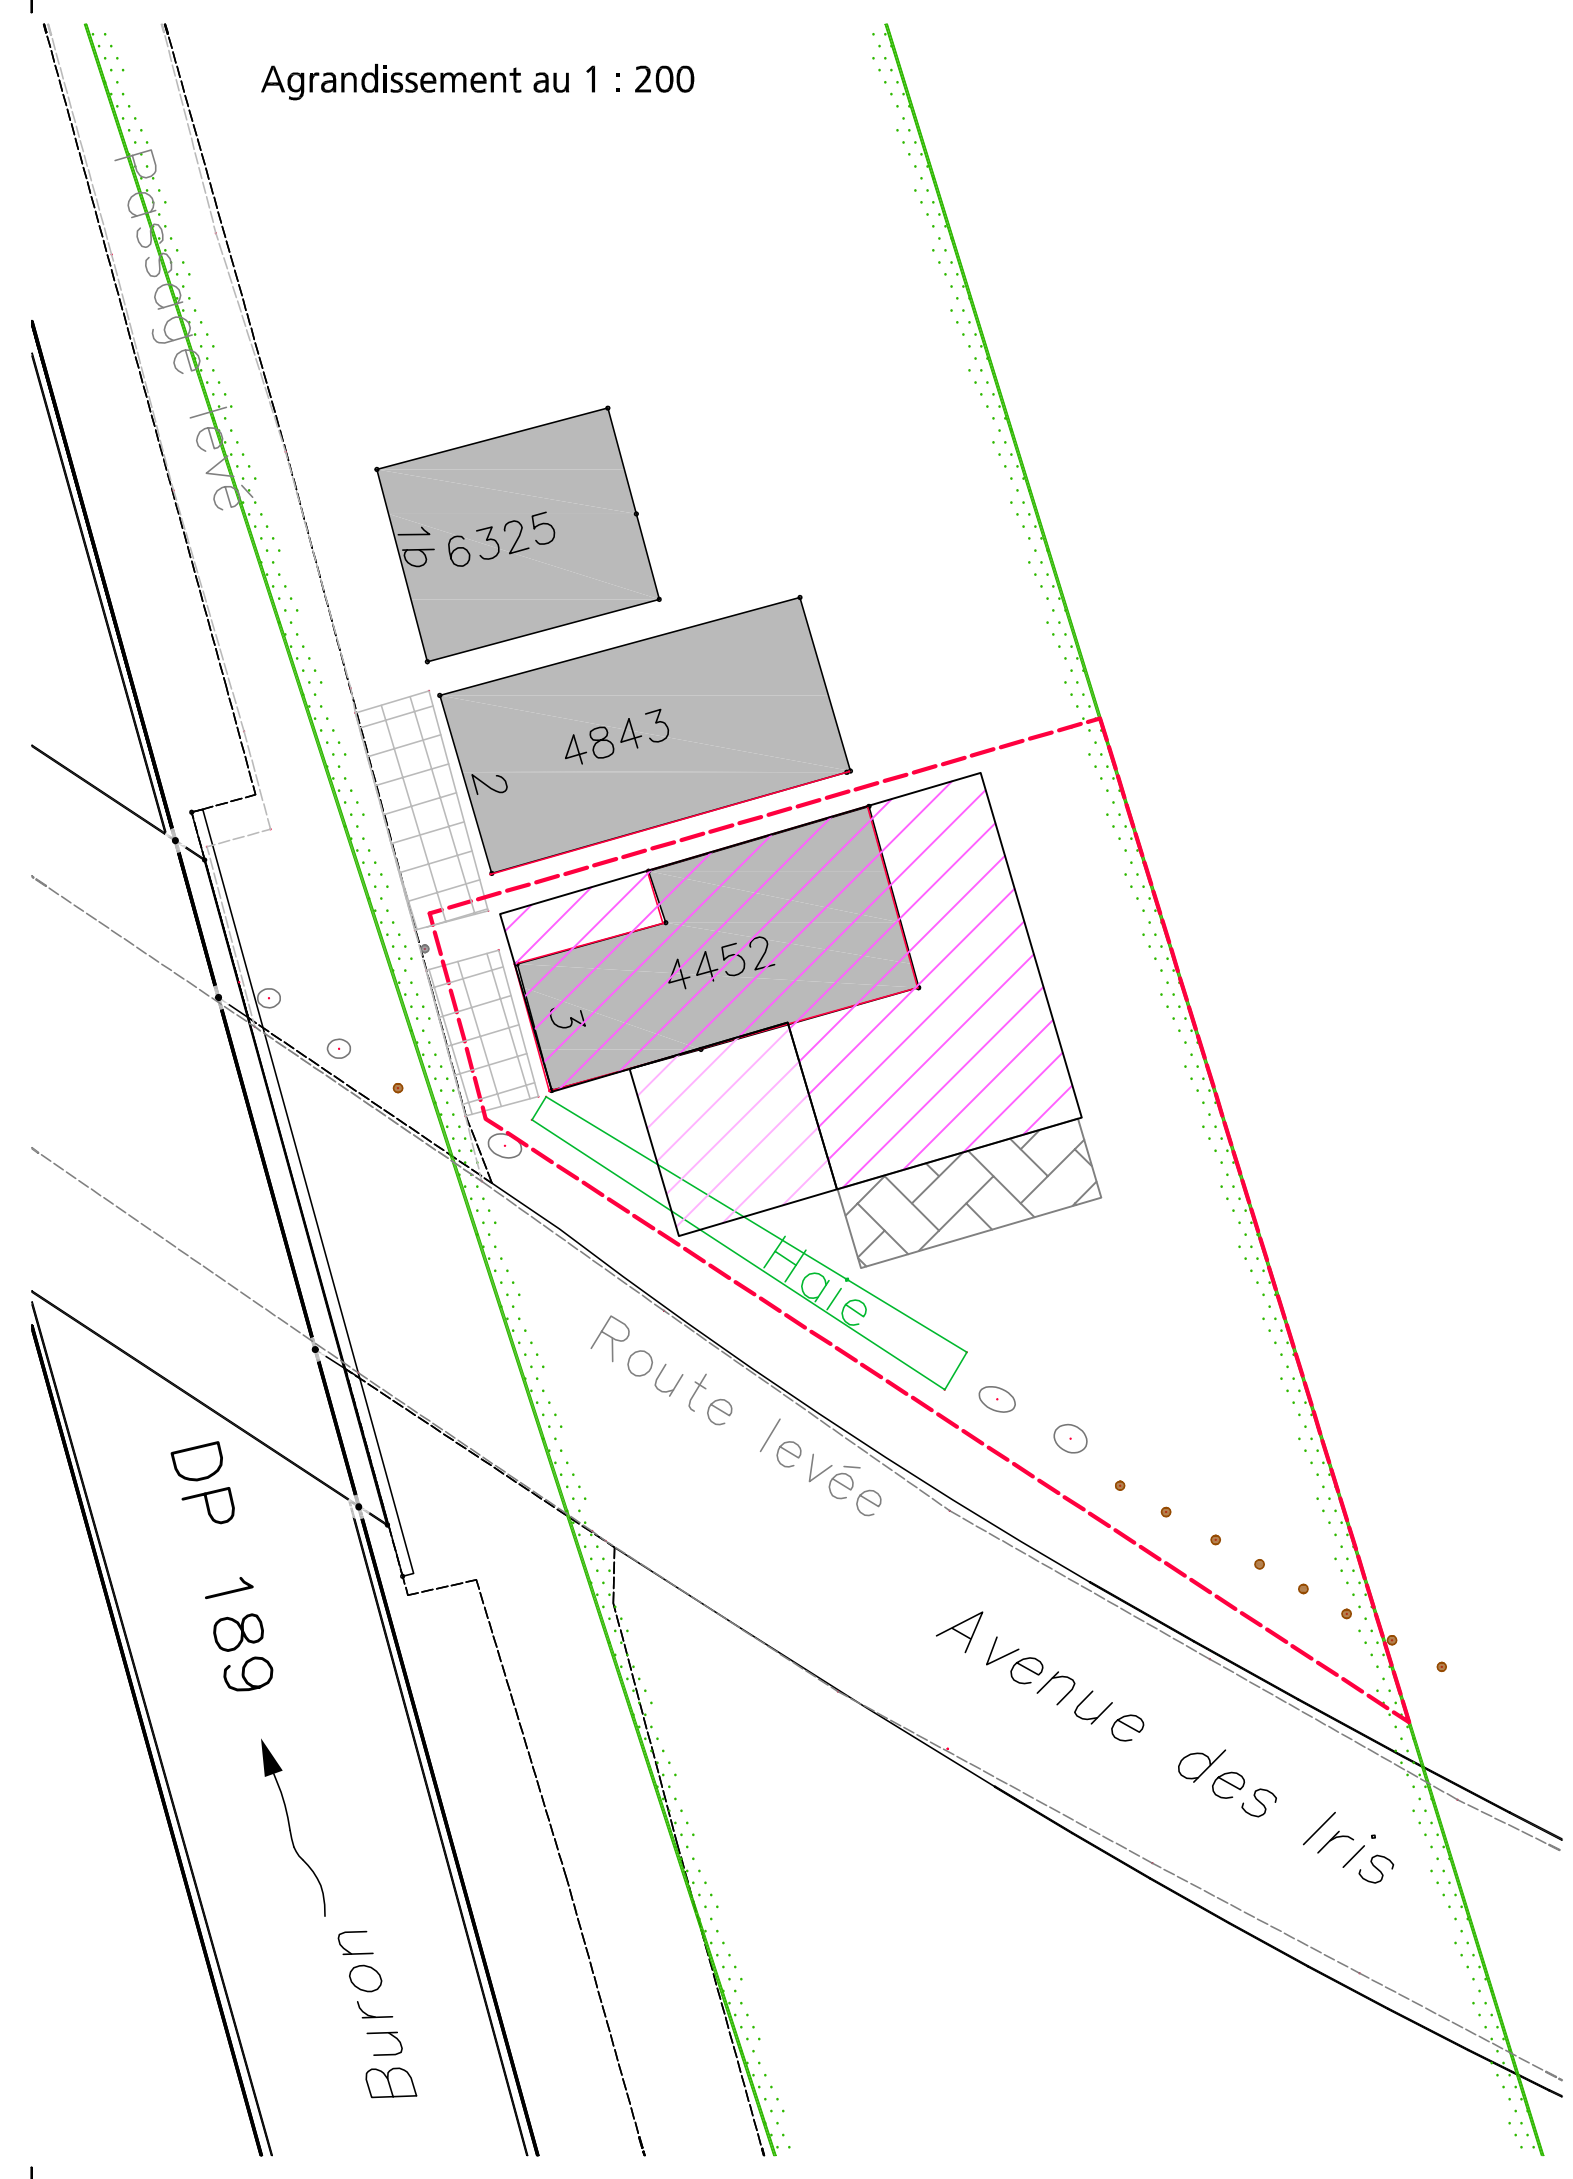 Agrandissement au 1 : 200
Passage levé
1b
6325
4843
2
4452
3
Haie
Route levée
DP 189
Avenue des Iris
Buron